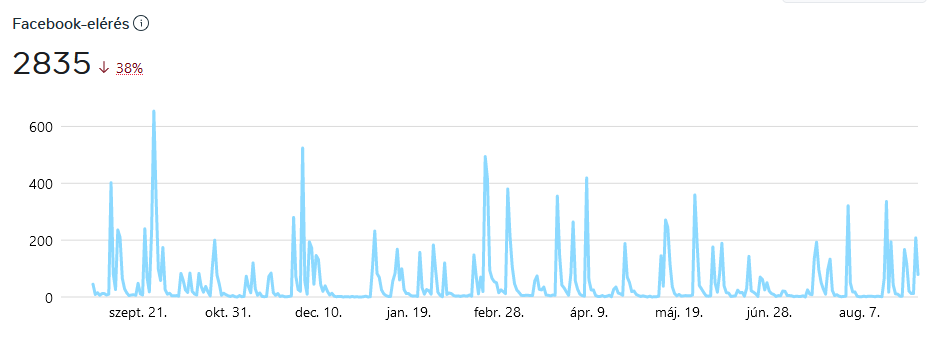 Facebook-elérés
2835 ↓ 38%
600
400
200
0
szept. 21. okt. 31. dec. 10. jan. 19. febr. 28. ápr. 9. máj. 19. jún. 28. aug. 7.